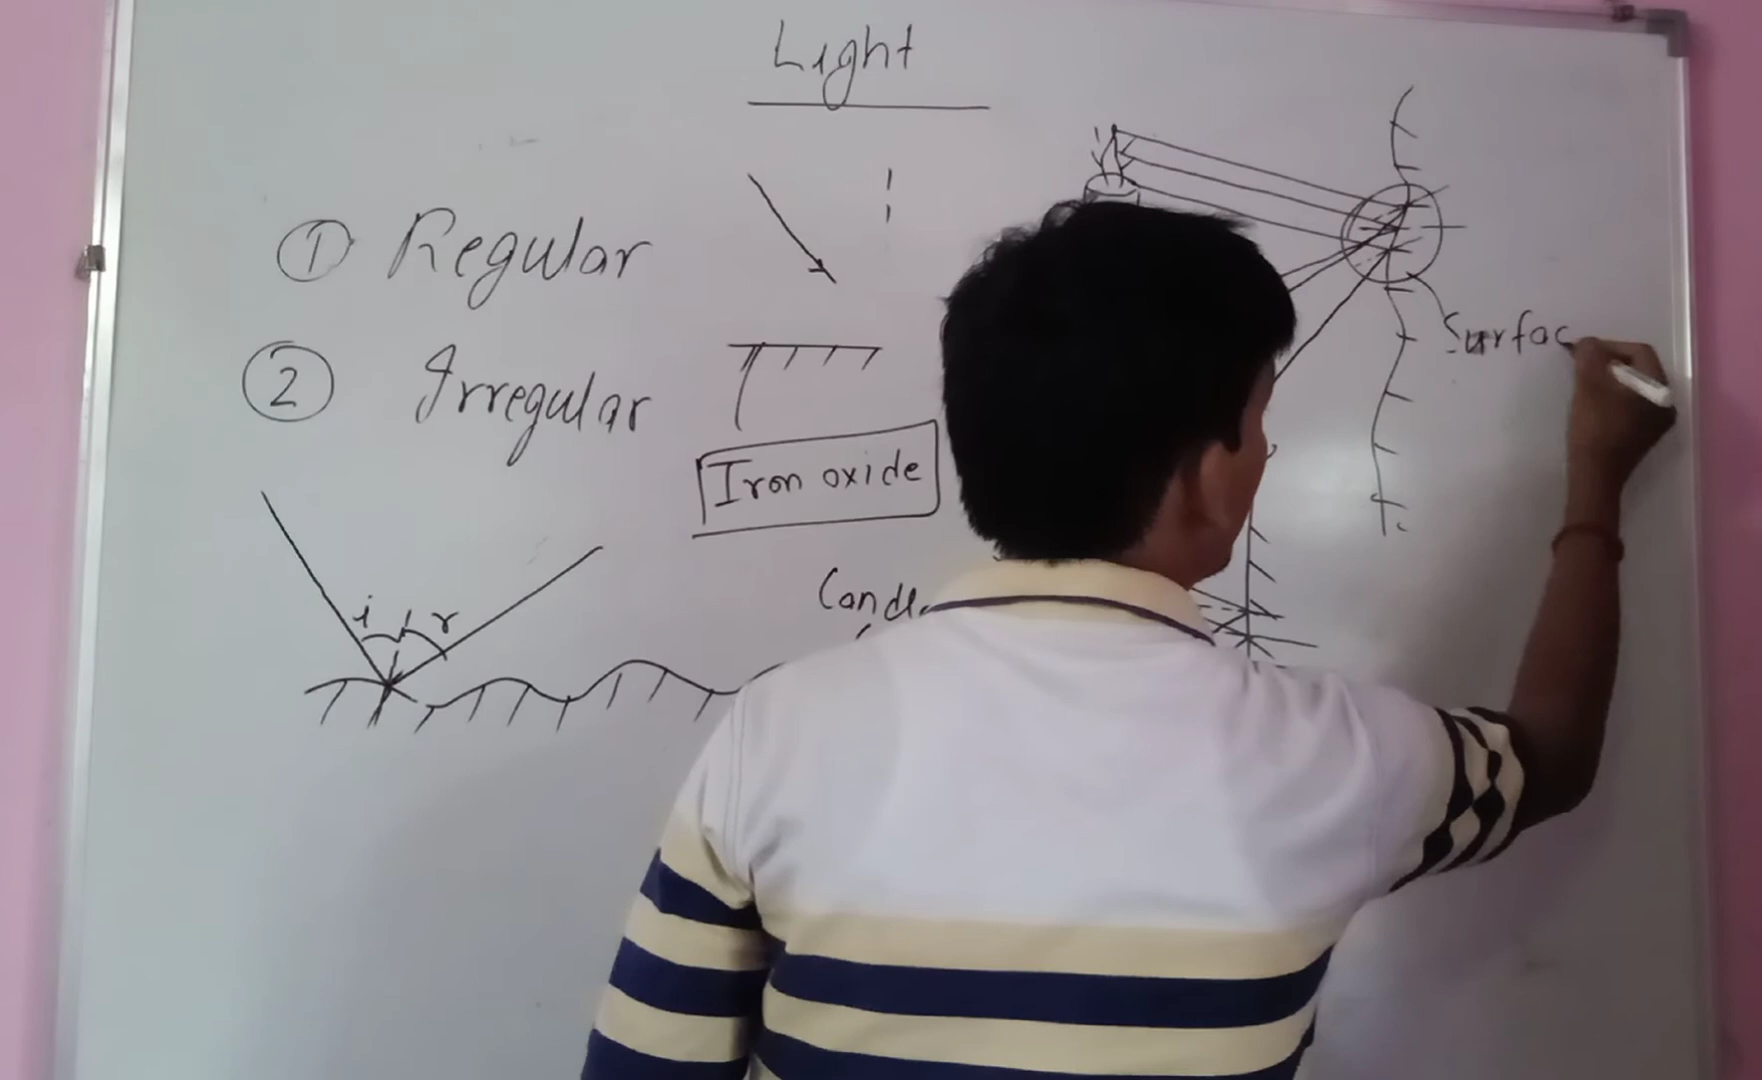 Light
① Regular
② Irregular
Iron oxide
Candl
i r
Surfac